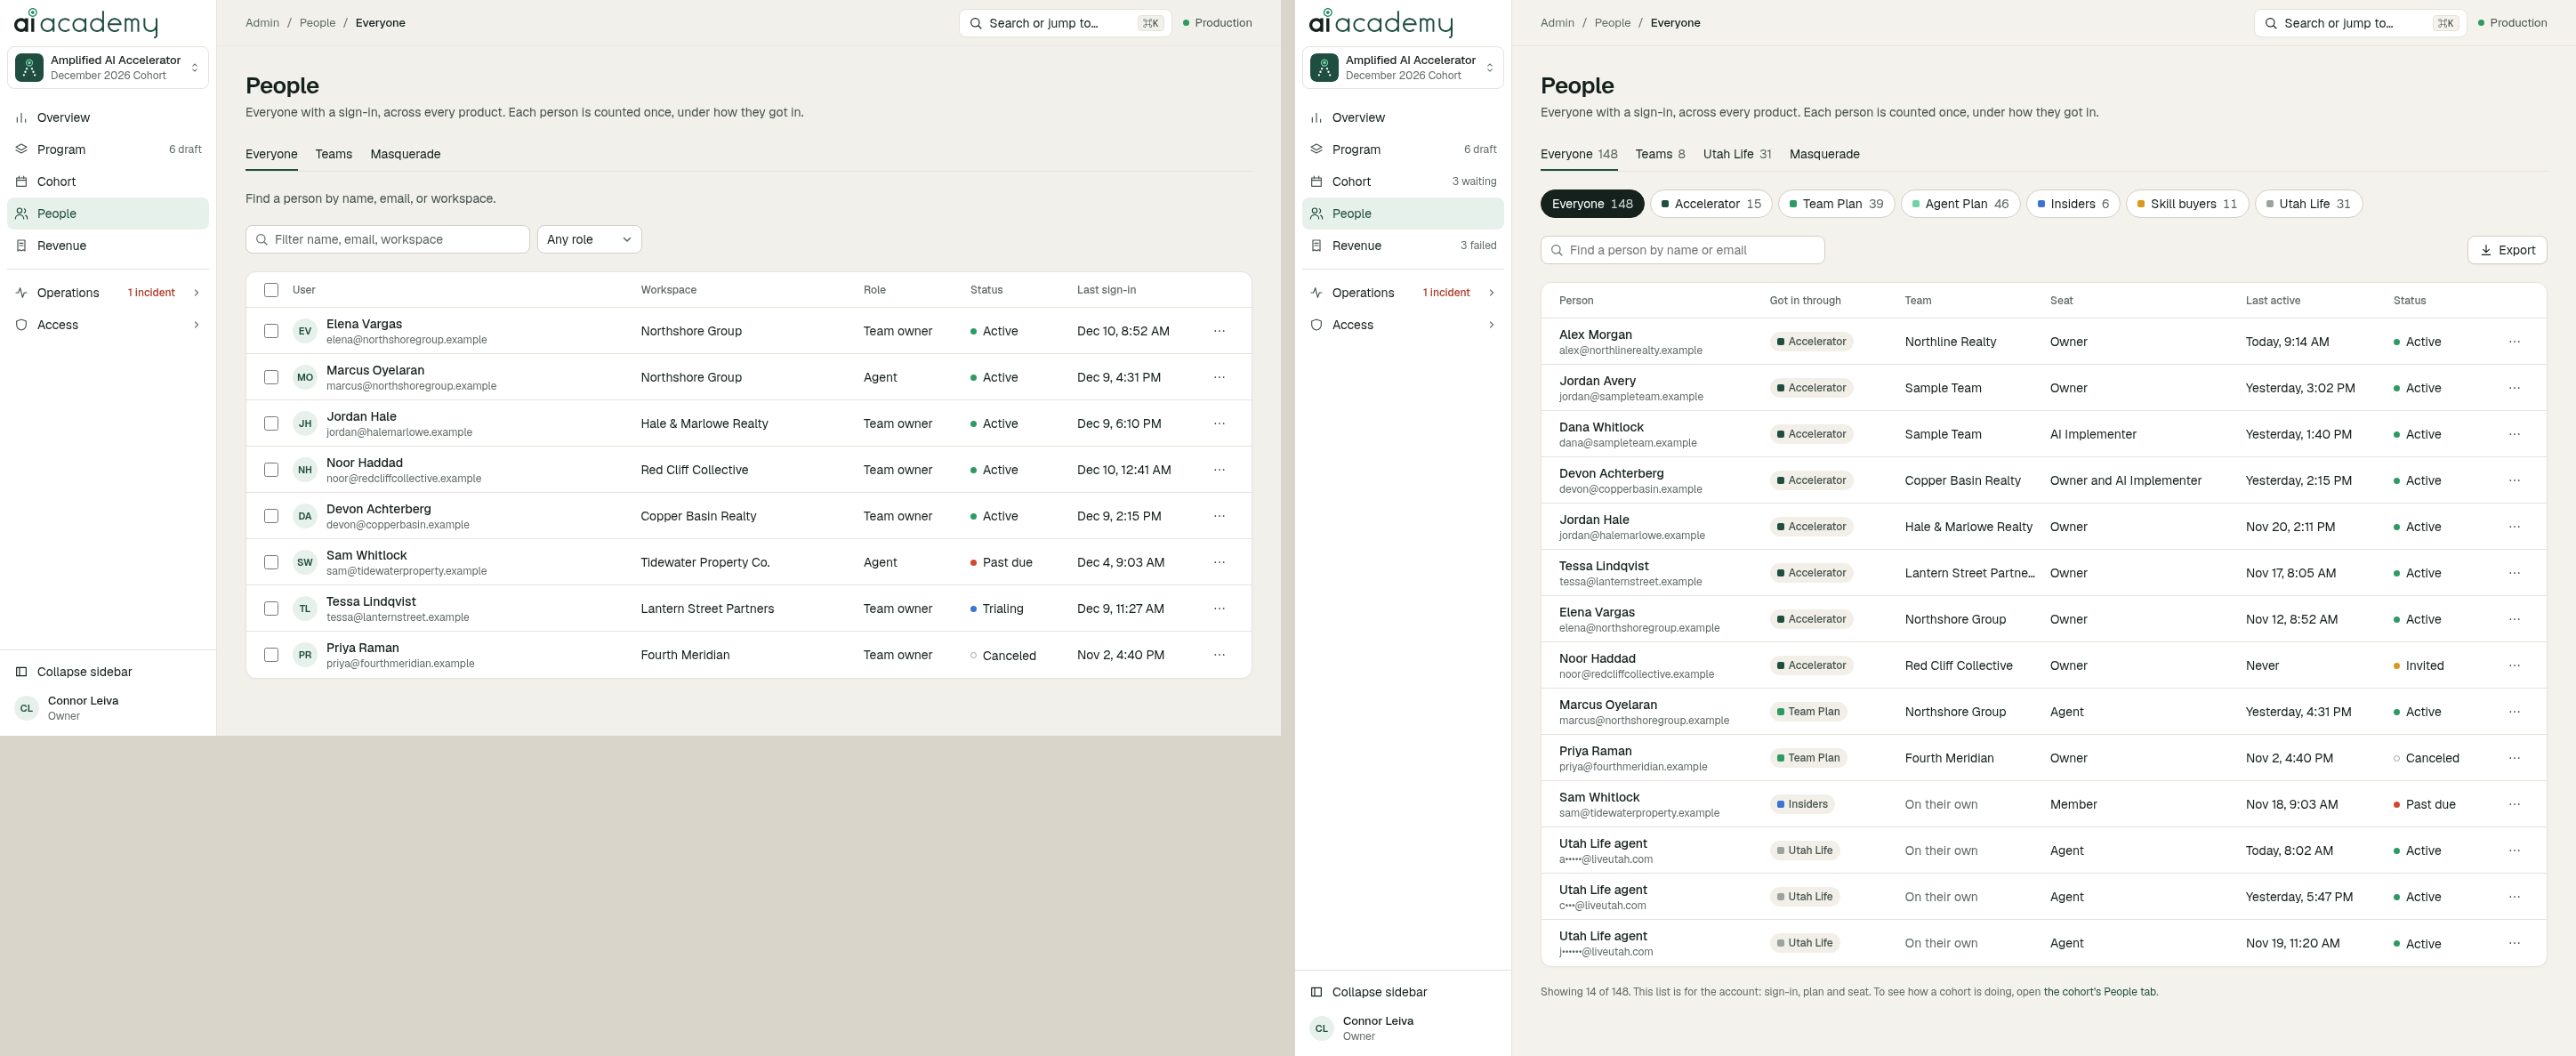 ai academy
Amplified AI Accelerator
December 2026 Cohort
Overview
Program 6 draft
Cohort
People
Revenue
Operations 1 incident
Access
Collapse sidebar
CL Connor Leiva
Owner
Admin / People / Everyone
Search or jump to... ⌘K
Production
People
Everyone with a sign-in, across every product. Each person is counted once, under how they got in.
Everyone Teams Masquerade
Find a person by name, email, or workspace.
Filter name, email, workspace Any role
User Workspace Role Status Last sign-in
EV Elena Vargas Northshore Group Team owner Active Dec 10, 8:52 AM
elena@northshoregroup.example
MO Marcus Oyelaran Northshore Group Agent Active Dec 9, 4:31 PM
marcus@northshoregroup.example
JH Jordan Hale Hale & Marlowe Realty Team owner Active Dec 9, 6:10 PM
jordan@halemarlowe.example
NH Noor Haddad Red Cliff Collective Team owner Active Dec 10, 12:41 AM
noor@redcliffcollective.example
DA Devon Achterberg Copper Basin Realty Team owner Active Dec 9, 2:15 PM
devon@copperbasin.example
SW Sam Whitlock Tidewater Property Co. Agent Past due Dec 4, 9:03 AM
sam@tidewaterproperty.example
TL Tessa Lindqvist Lantern Street Partners Team owner Trialing Dec 9, 11:27 AM
tessa@lanternstreet.example
PR Priya Raman Fourth Meridian Team owner Canceled Nov 2, 4:40 PM
priya@fourthmeridian.example
ai academy
Amplified AI Accelerator
December 2026 Cohort
Overview
Program 6 draft
Cohort 3 waiting
People
Revenue 3 failed
Operations 1 incident
Access
Collapse sidebar
CL Connor Leiva
Owner
Admin / People / Everyone
Search or jump to... ⌘K
Production
People
Everyone with a sign-in, across every product. Each person is counted once, under how they got in.
Everyone 148 Teams 8 Utah Life 31 Masquerade
Everyone 148 Accelerator 15 Team Plan 39 Agent Plan 46 Insiders 6 Skill buyers 11 Utah Life 31
Find a person by name or email Export
Person Got in through Team Seat Last active Status
Alex Morgan Accelerator Northline Realty Owner Today, 9:14 AM Active
alex@northlinerealty.example
Jordan Avery Accelerator Sample Team Owner Yesterday, 3:02 PM Active
jordan@sampleteam.example
Dana Whitlock Accelerator Sample Team AI Implementer Yesterday, 1:40 PM Active
dana@sampleteam.example
Devon Achterberg Accelerator Copper Basin Realty Owner and AI Implementer Yesterday, 2:15 PM Active
devon@copperbasin.example
Jordan Hale Accelerator Hale & Marlowe Realty Owner Nov 20, 2:11 PM Active
jordan@halemarlowe.example
Tessa Lindqvist Accelerator Lantern Street Partne... Owner Nov 17, 8:05 AM Active
tessa@lanternstreet.example
Elena Vargas Accelerator Northshore Group Owner Nov 12, 8:52 AM Active
elena@northshoregroup.example
Noor Haddad Accelerator Red Cliff Collective Owner Never Invited
noor@redcliffcollective.example
Marcus Oyelaran Team Plan Northshore Group Agent Yesterday, 4:31 PM Active
marcus@northshoregroup.example
Priya Raman Team Plan Fourth Meridian Owner Nov 2, 4:40 PM Canceled
priya@fourthmeridian.example
Sam Whitlock Insiders On their own Member Nov 18, 9:03 AM Past due
sam@tidewaterproperty.example
Utah Life agent Utah Life On their own Agent Today, 8:02 AM Active
a•••••@liveutah.com
Utah Life agent Utah Life On their own Agent Yesterday, 5:47 PM Active
c•••@liveutah.com
Utah Life agent Utah Life On their own Agent Nov 19, 11:20 AM Active
j••••••@liveutah.com
Showing 14 of 148. This list is for the account: sign-in, plan and seat. To see how a cohort is doing, open the cohort's People tab.